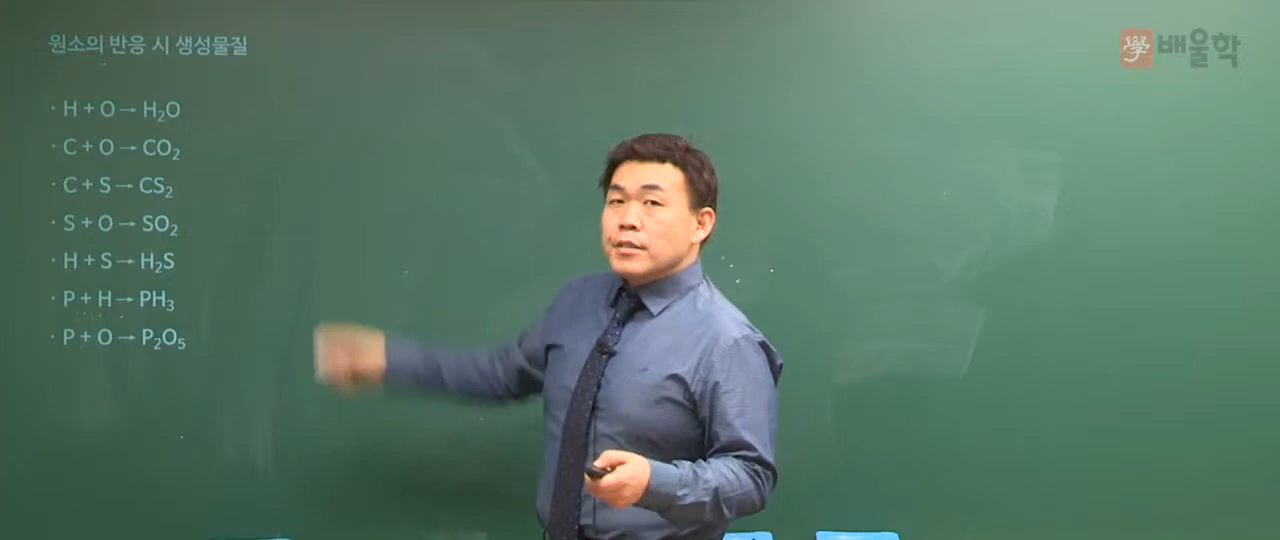 원소의 반응 시 생성물질
學 배울학
· H + O → H₂O
· C + O → CO₂
· C + S → CS₂
· S + O → SO₂
· H + S → H₂S
· P + H → PH₃
· P + O → P₂O₅